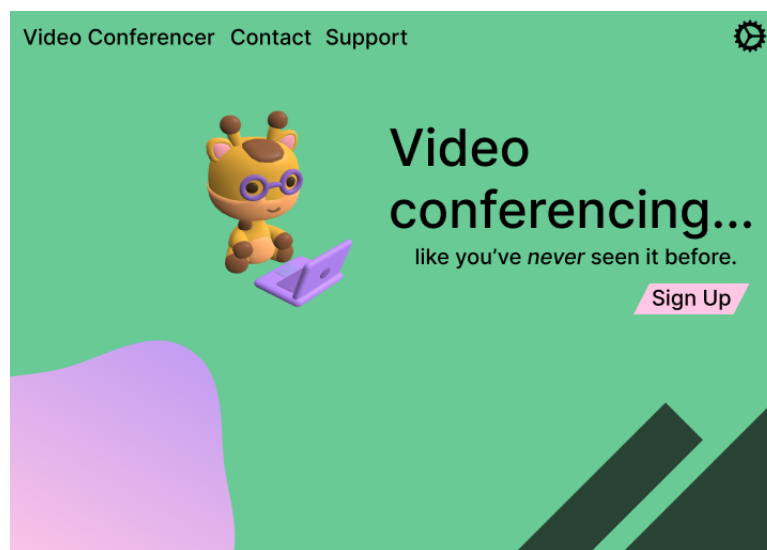 Video Conferencer Contact Support
Video
conferencing...
like you’ve never seen it before.
Sign Up